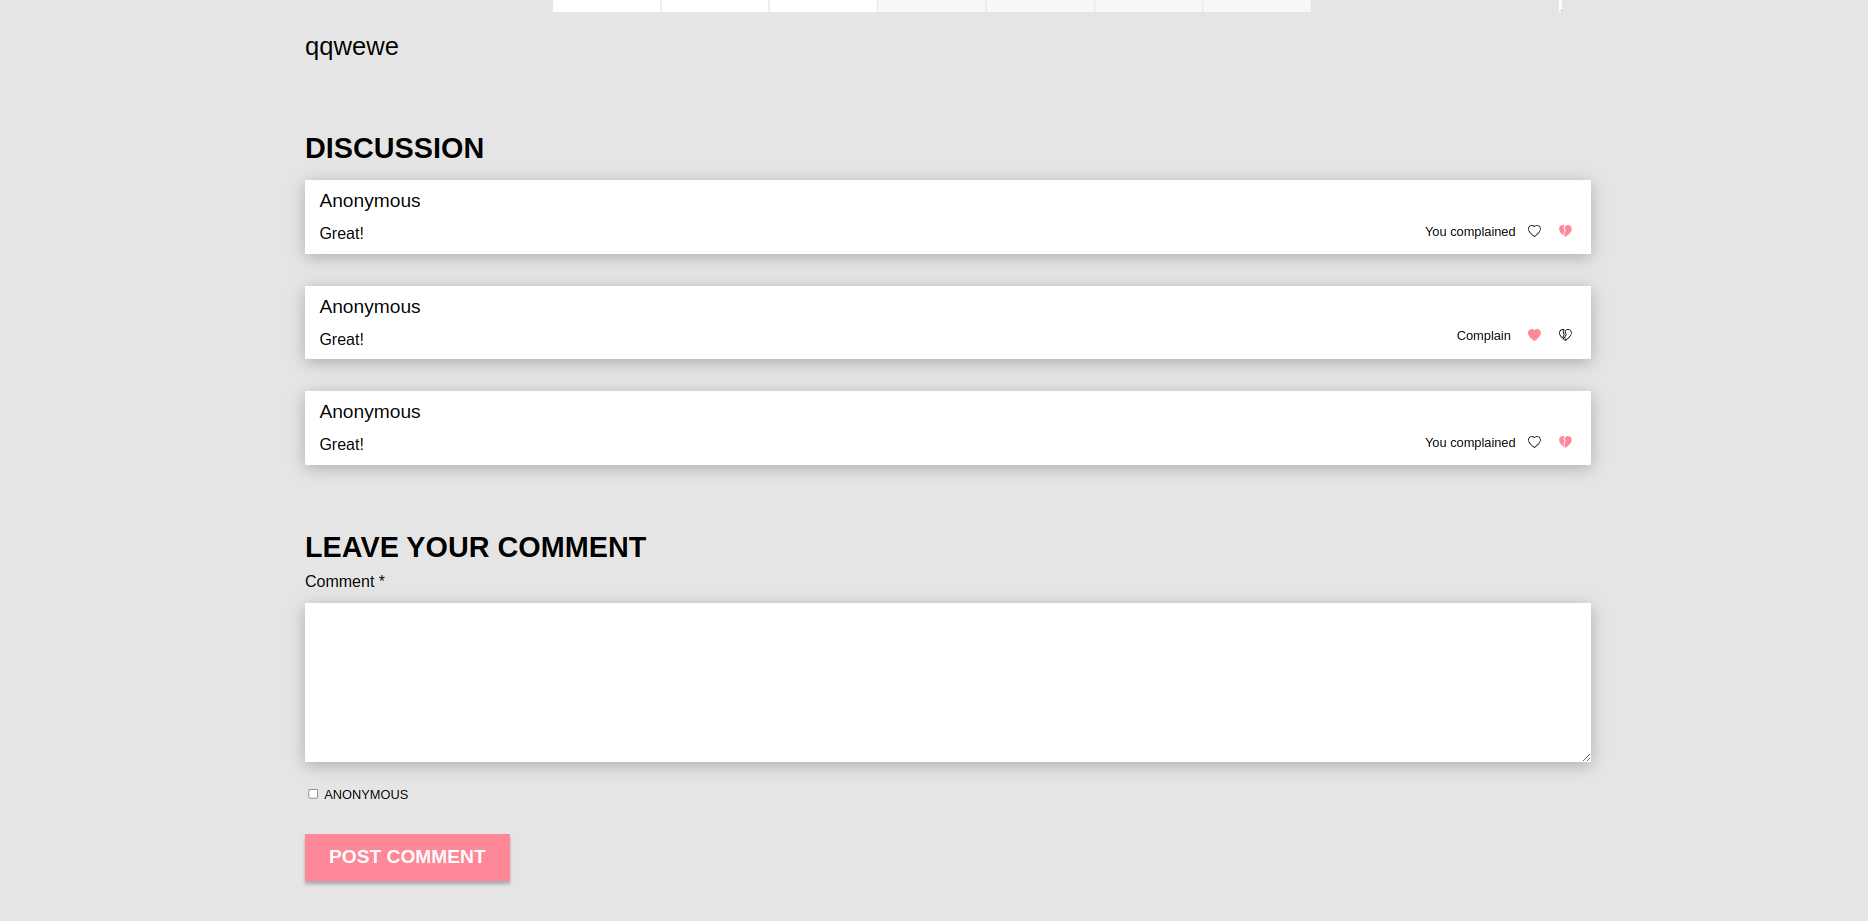 qqwewe
DISCUSSION
Anonymous
Great!
You complained
Anonymous
Great!
Complain
Anonymous
Great!
You complained
LEAVE YOUR COMMENT
Comment *
ANONYMOUS
POST COMMENT